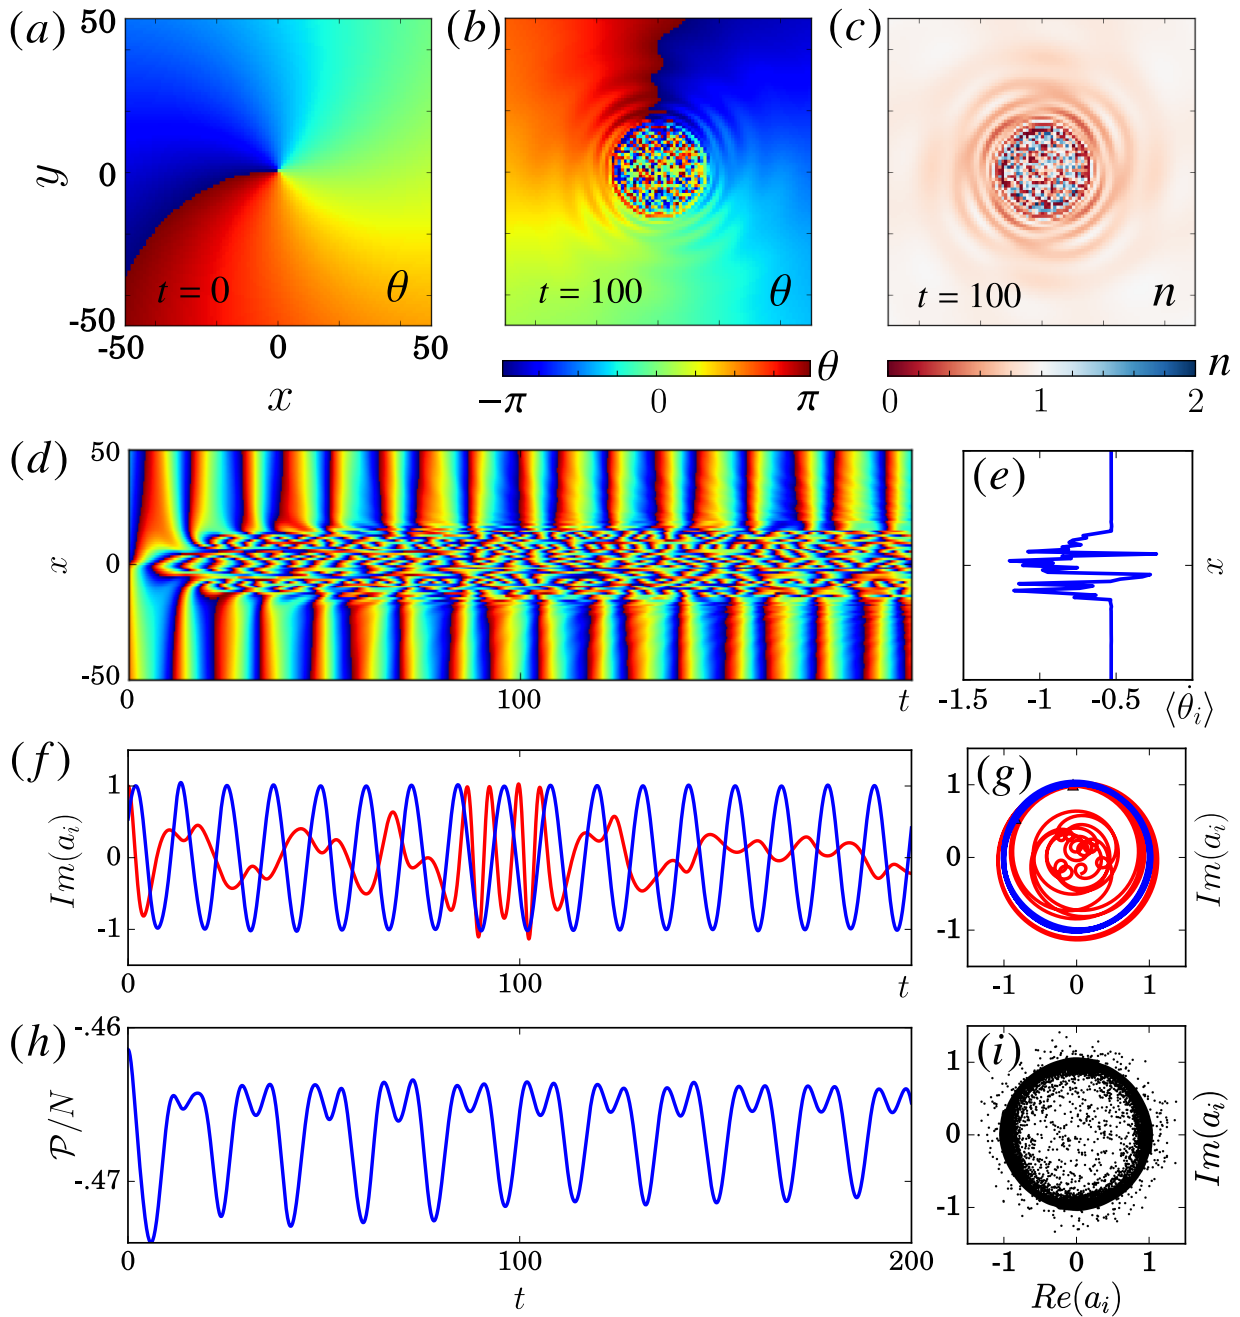 (a) (b) (c)
50
y 0
-50
t = 0 θ t = 100 θ t = 100 n
-50 0 50
x
θ n
−π 0 π 0 1 2
(d) 50 (e)
x 0 x
-50
0 100 t -1.5 -1 -0.5 ⟨θ̇ᵢ⟩
(f) (g)
1 1
Im(aᵢ) 0 0 Im(aᵢ)
-1 -1
0 100 t -1 0 1
(h) -.46 (i)
1
P/N 0 Im(aᵢ)
-.47 -1
0 100 200 -1 0 1
t Re(aᵢ)